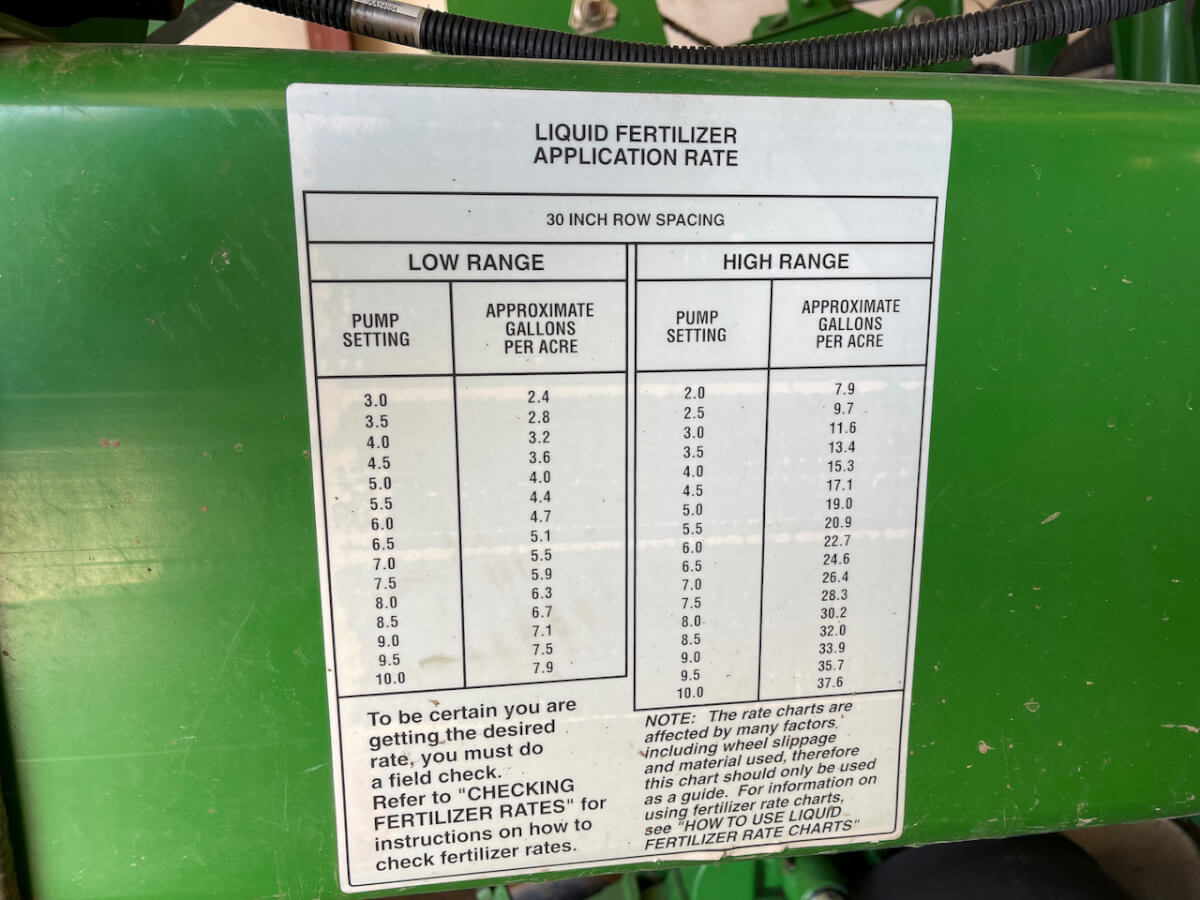 LIQUID FERTILIZER
APPLICATION RATE
30 INCH ROW SPACING
LOW RANGE
PUMP SETTING
APPROXIMATE GALLONS PER ACRE
3.0 2.4
3.5 2.8
4.0 3.2
4.5 3.6
5.0 4.0
5.5 4.4
6.0 4.7
6.5 5.1
7.0 5.5
7.5 5.9
8.0 6.3
8.5 6.7
9.0 7.1
9.5 7.5
10.0 7.9
HIGH RANGE
PUMP SETTING
APPROXIMATE GALLONS PER ACRE
2.0 7.9
2.5 9.7
3.0 11.6
3.5 13.4
4.0 15.3
4.5 17.1
5.0 19.0
5.5 20.9
6.0 22.7
6.5 24.6
7.0 26.4
7.5 28.3
8.0 30.2
8.5 32.0
9.0 33.9
9.5 35.7
10.0 37.6
To be certain you are
getting the desired
rate, you must do
a field check.
Refer to "CHECKING
FERTILIZER RATES" for
instructions on how to
check fertilizer rates.
NOTE: The rate charts are
affected by many factors,
including wheel slippage
and material used, therefore
this chart should only be used
as a guide. For information on
using fertilizer rate charts,
see "HOW TO USE LIQUID
FERTILIZER RATE CHARTS"